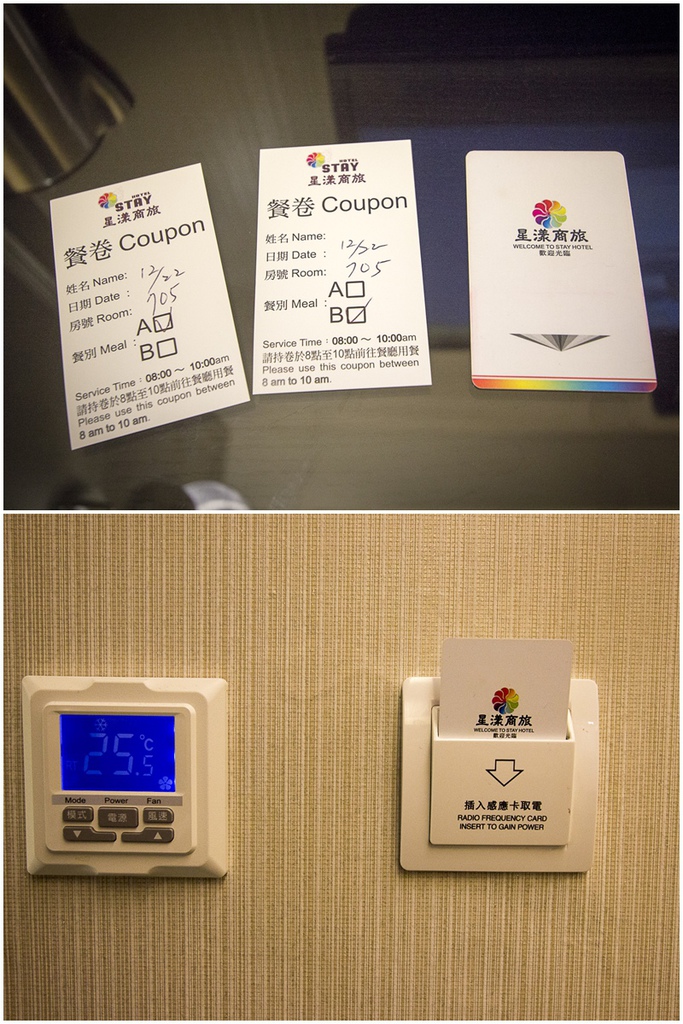 HOTEL
STAY
星漾商旅
餐卷 Coupon
姓名 Name:
日期 Date : 12/22
房號 Room: 705
餐別 Meal : A☑
B☐
Service Time : 08:00 ~ 10:00am
請持卷於8點至10點前往餐廳用餐
Please use this coupon between
8 am to 10 am.
HOTEL
STAY
星漾商旅
餐卷 Coupon
姓名 Name:
日期 Date : 12/22
房號 Room: 705
餐別 Meal : A☐
B☑
Service Time : 08:00 ~ 10:00am
請持卷於8點至10點前往餐廳用餐
Please use this coupon between
8 am to 10 am.
星漾商旅
WELCOME TO STAY HOTEL
歡迎光臨
25.5 °C
Mode Power Fan
模式 電源 風速
星漾商旅
WELCOME TO STAY HOTEL
歡迎光臨
插入感應卡取電
RADIO FREQUENCY CARD
INSERT TO GAIN POWER